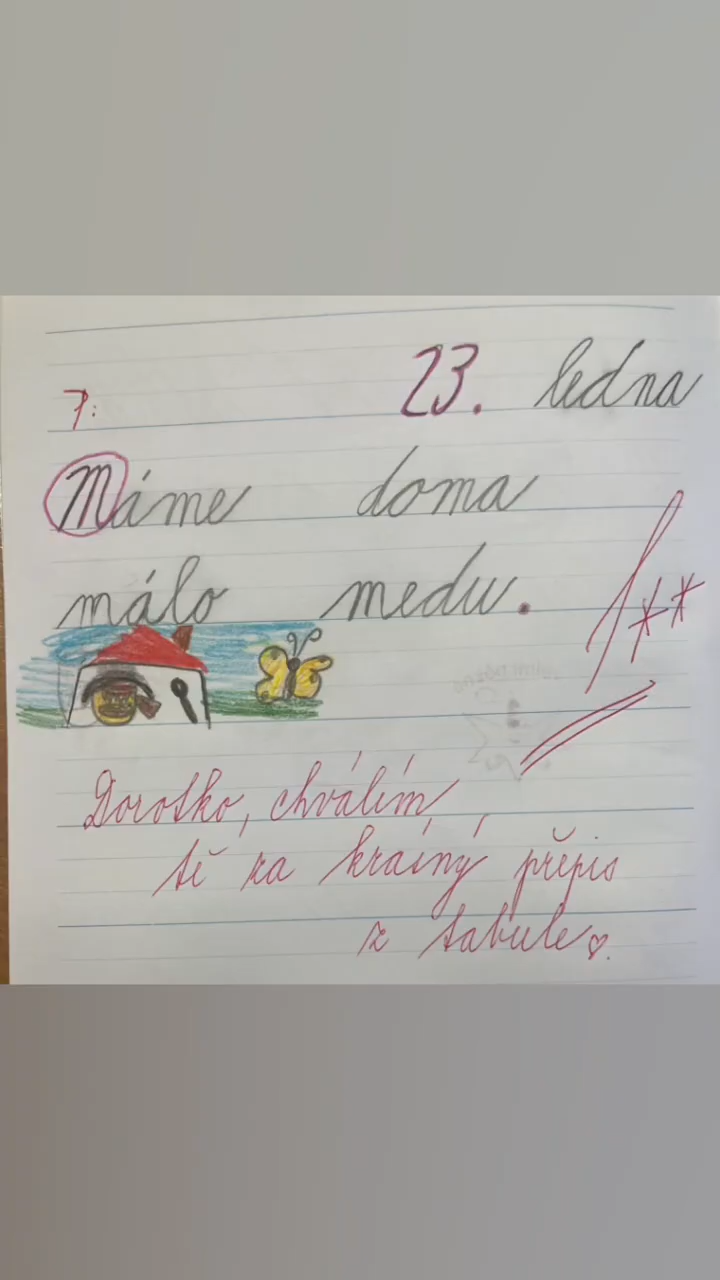 23. ledna
7:
Máme doma
málo medu.
1**
Dorotko, chválím
tě za krásný přepis
z tabule♡.